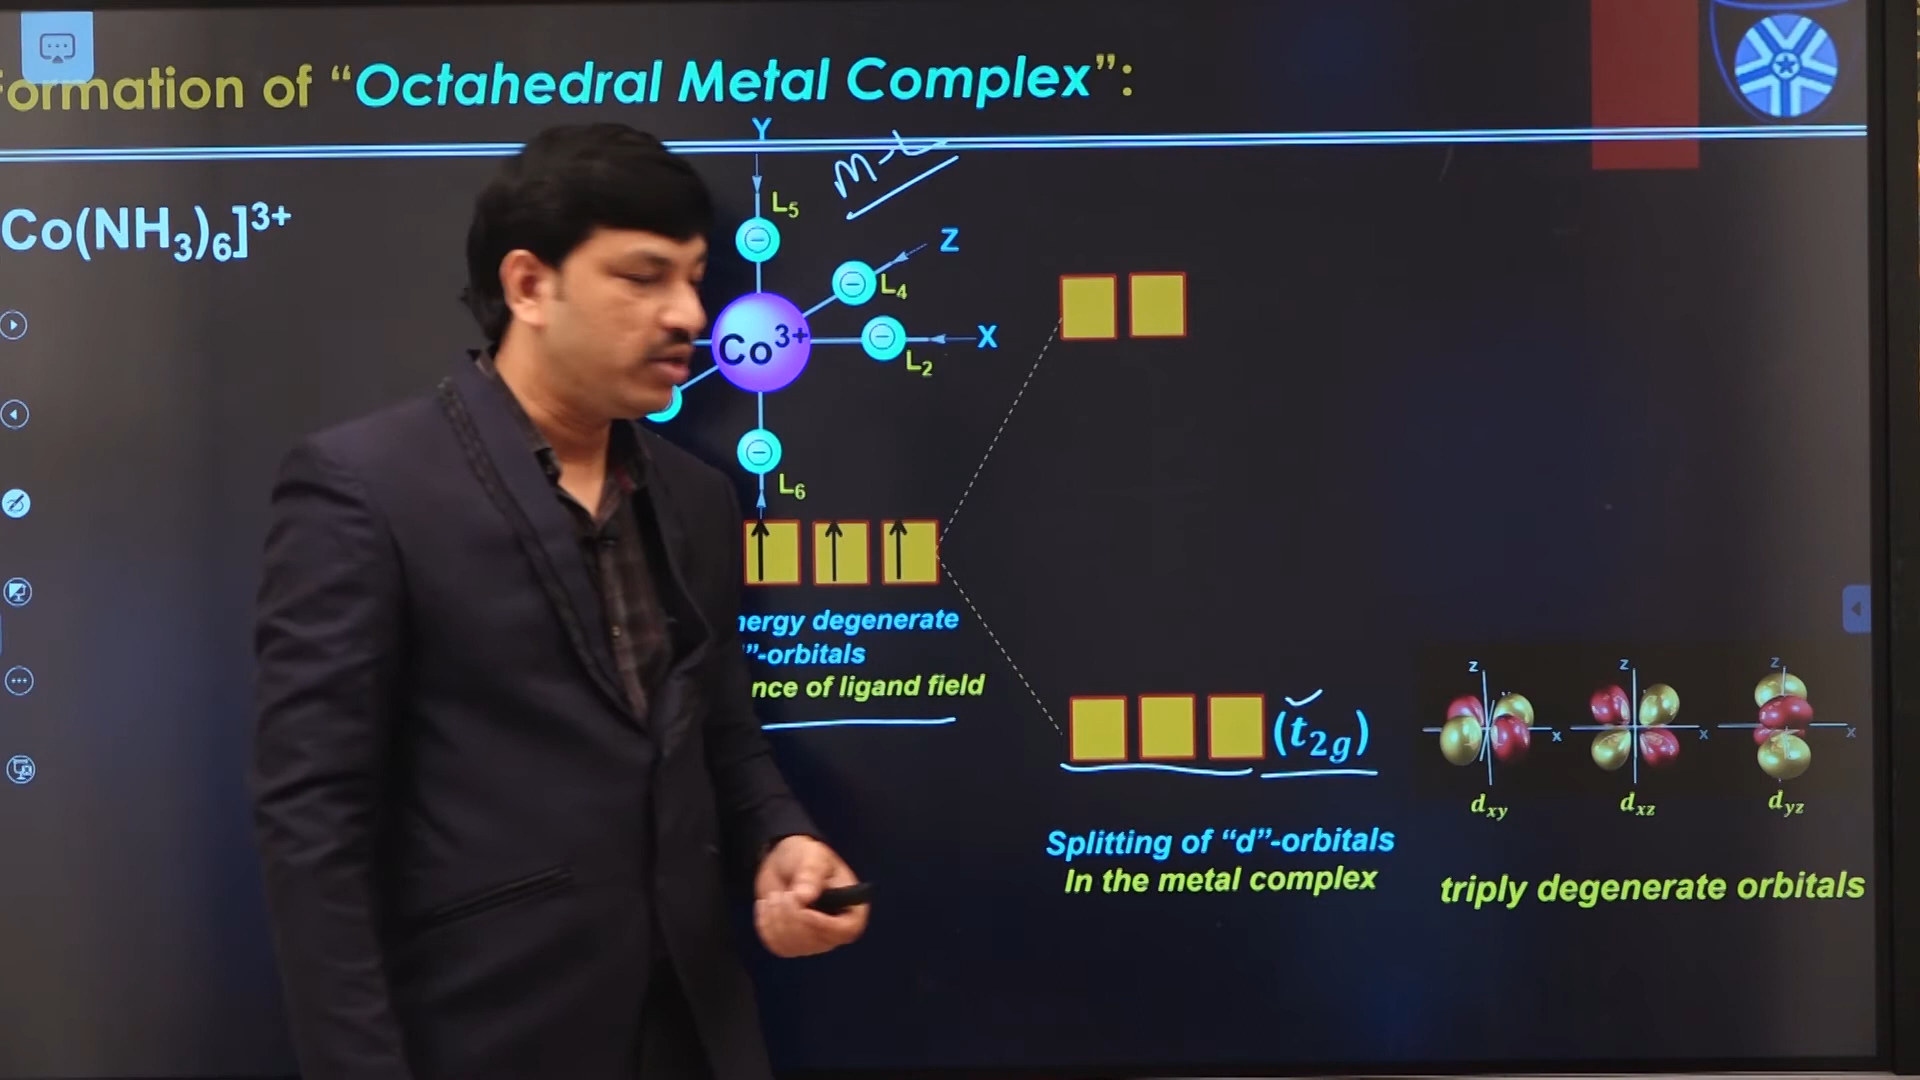 ormation of “Octahedral Metal Complex”:
Co(NH₃)₆]³⁺
Y
M-L
L₅
Z
L₄
X
Co³⁺
L₂
L₆
nergy degenerate
”-orbitals
nce of ligand field
(t₂g)
z
x
z
x
z
x
dxy
dxz
dyz
Splitting of “d”-orbitals
In the metal complex
triply degenerate orbitals